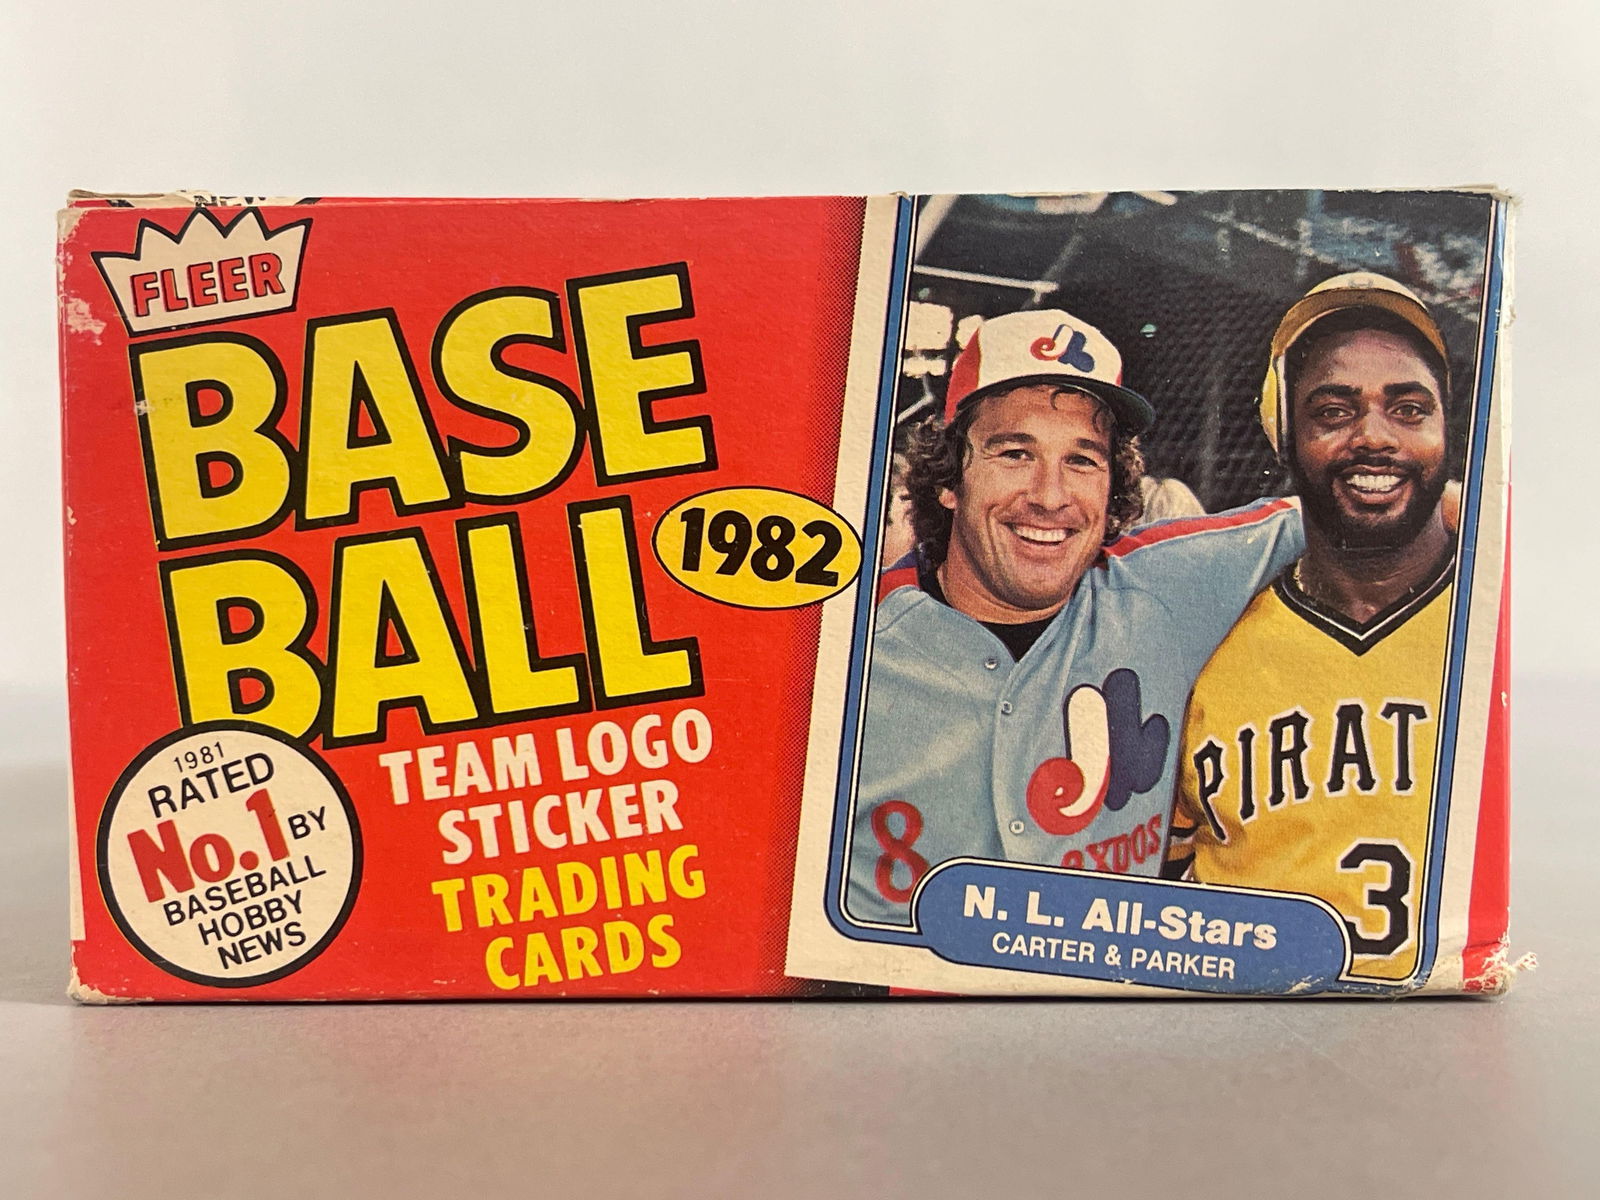 NEW
FLEER
BASE
BALL
1982
TEAM LOGO
STICKER
TRADING
CARDS
1981
RATED
No.1 BY
BASEBALL
HOBBY
NEWS
PIRAT
8
3
N. L. All-Stars
CARTER & PARKER